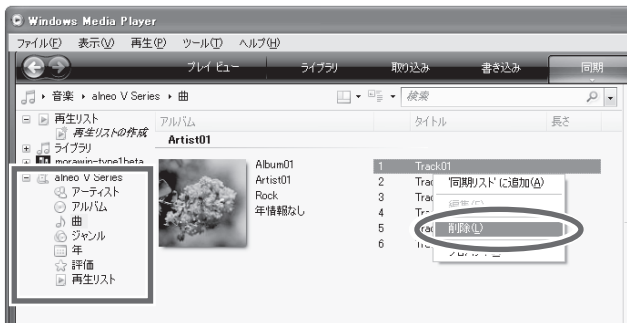 Windows Media Player
ファイル(F) 表示(V) 再生(P) ツール(T) ヘルプ(H)
プレイ ビュー ライブラリ 取り込み 書き込み 同期
音楽 alneo V Series 曲 検索
再生リスト
再生リストの作成
ライブラリ
morawin-type1beta
alneo V Series
アーティスト
アルバム
曲
ジャンル
年
評価
再生リスト
アルバム タイトル 長さ
Artist01
Album01
Artist01
Rock
年情報なし
1 Track01
2 Trac
3 Trac
4
5
6
'同期リスト' に追加(A)
編集
削除(L)